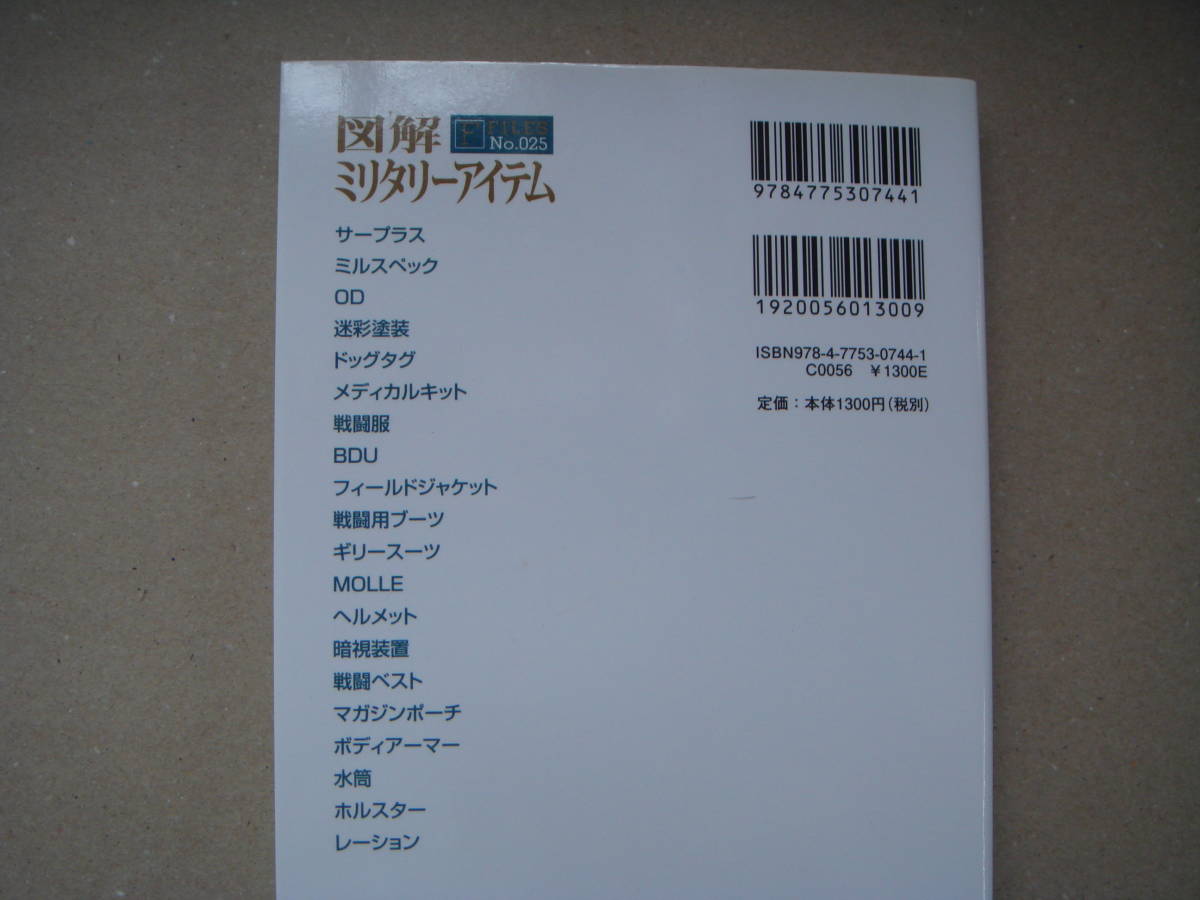 図解 F FILES No.025
ミリタリーアイテム
サープラス
ミルスペック
OD
迷彩塗装
ドッグタグ
メディカルキット
戦闘服
BDU
フィールドジャケット
戦闘用ブーツ
ギリースーツ
MOLLE
ヘルメット
暗視装置
戦闘ベスト
マガジンポーチ
ボディアーマー
水筒
ホルスター
レーション
9784775307441
1920056013009
ISBN978-4-7753-0744-1
C0056 ¥1300E
定価：本体1300円（税別）